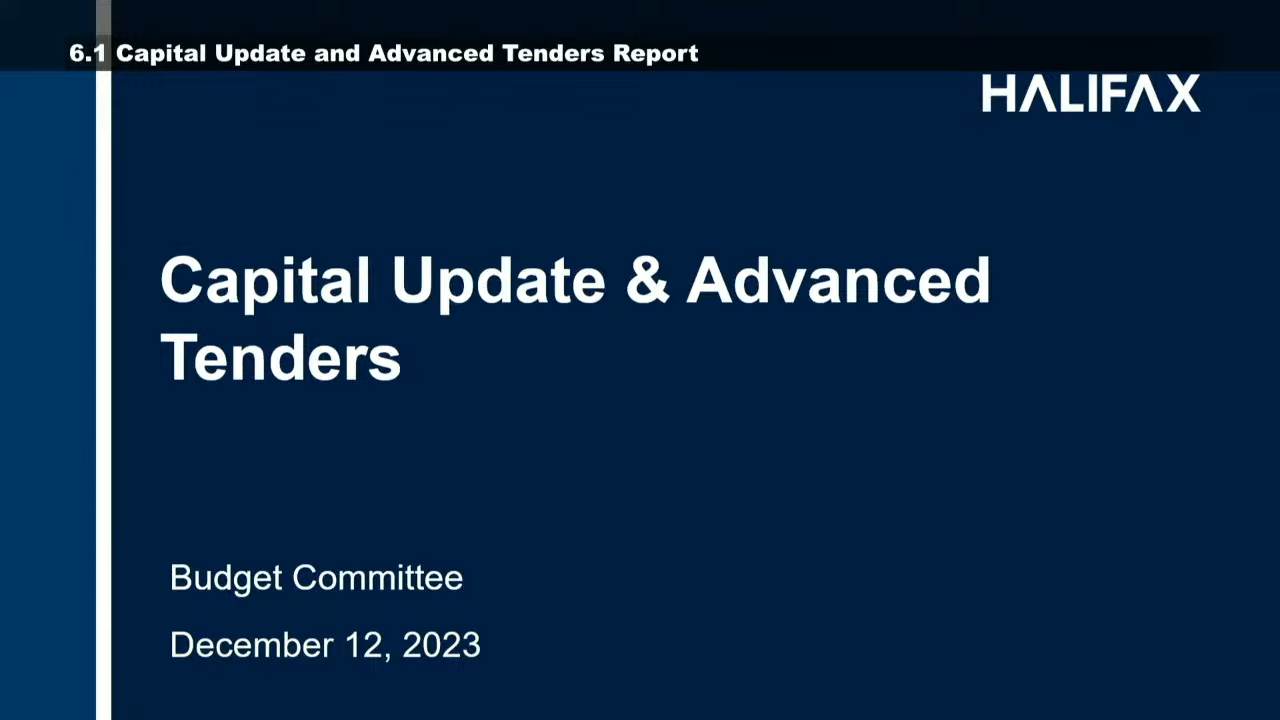 6.1 Capital Update and Advanced Tenders Report
HALIFAX
Capital Update & Advanced
Tenders
Budget Committee
December 12, 2023